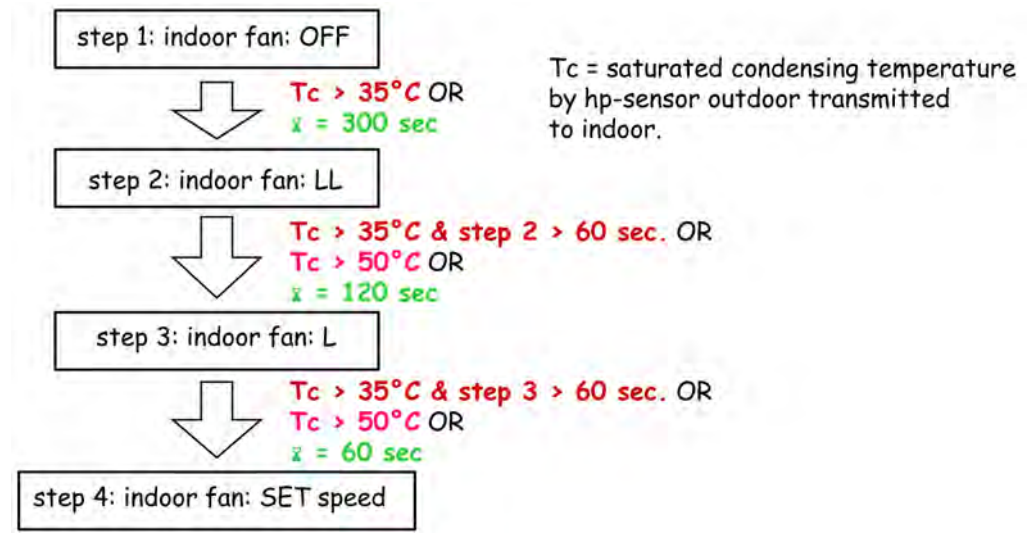 step 1: indoor fan: OFF
Tc > 35°C OR
⧖ = 300 sec
Tc = saturated condensing temperature
by hp-sensor outdoor transmitted
to indoor.
step 2: indoor fan: LL
Tc > 35°C & step 2 > 60 sec. OR
Tc > 50°C OR
⧖ = 120 sec
step 3: indoor fan: L
Tc > 35°C & step 3 > 60 sec. OR
Tc > 50°C OR
⧖ = 60 sec
step 4: indoor fan: SET speed